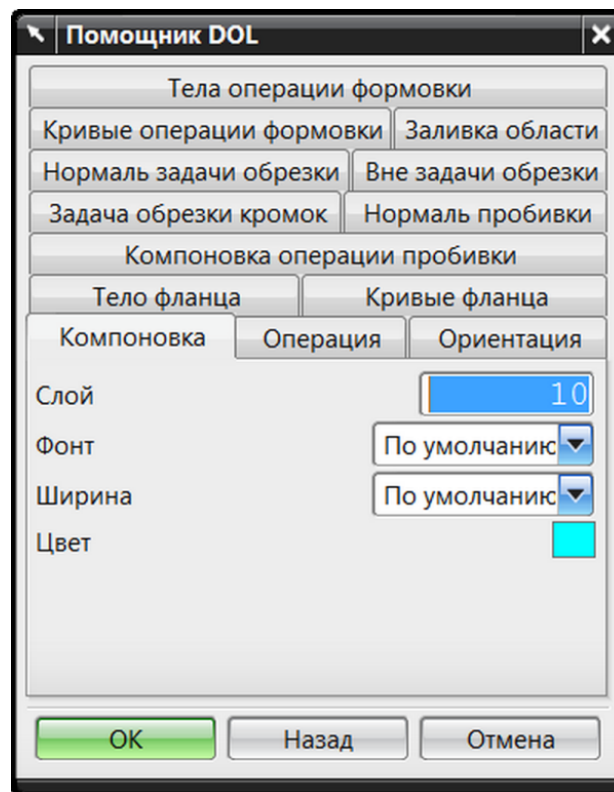 Помощник DOL
Тела операции формовки
Кривые операции формовки Заливка области
Нормаль задачи обрезки Вне задачи обрезки
Задача обрезки кромок Нормаль пробивки
Компоновка операции пробивки
Тело фланца Кривые фланца
Компоновка Операция Ориентация
Слой 10
Фонт По умолчанию
Ширина По умолчанию
Цвет
OK Назад Отмена